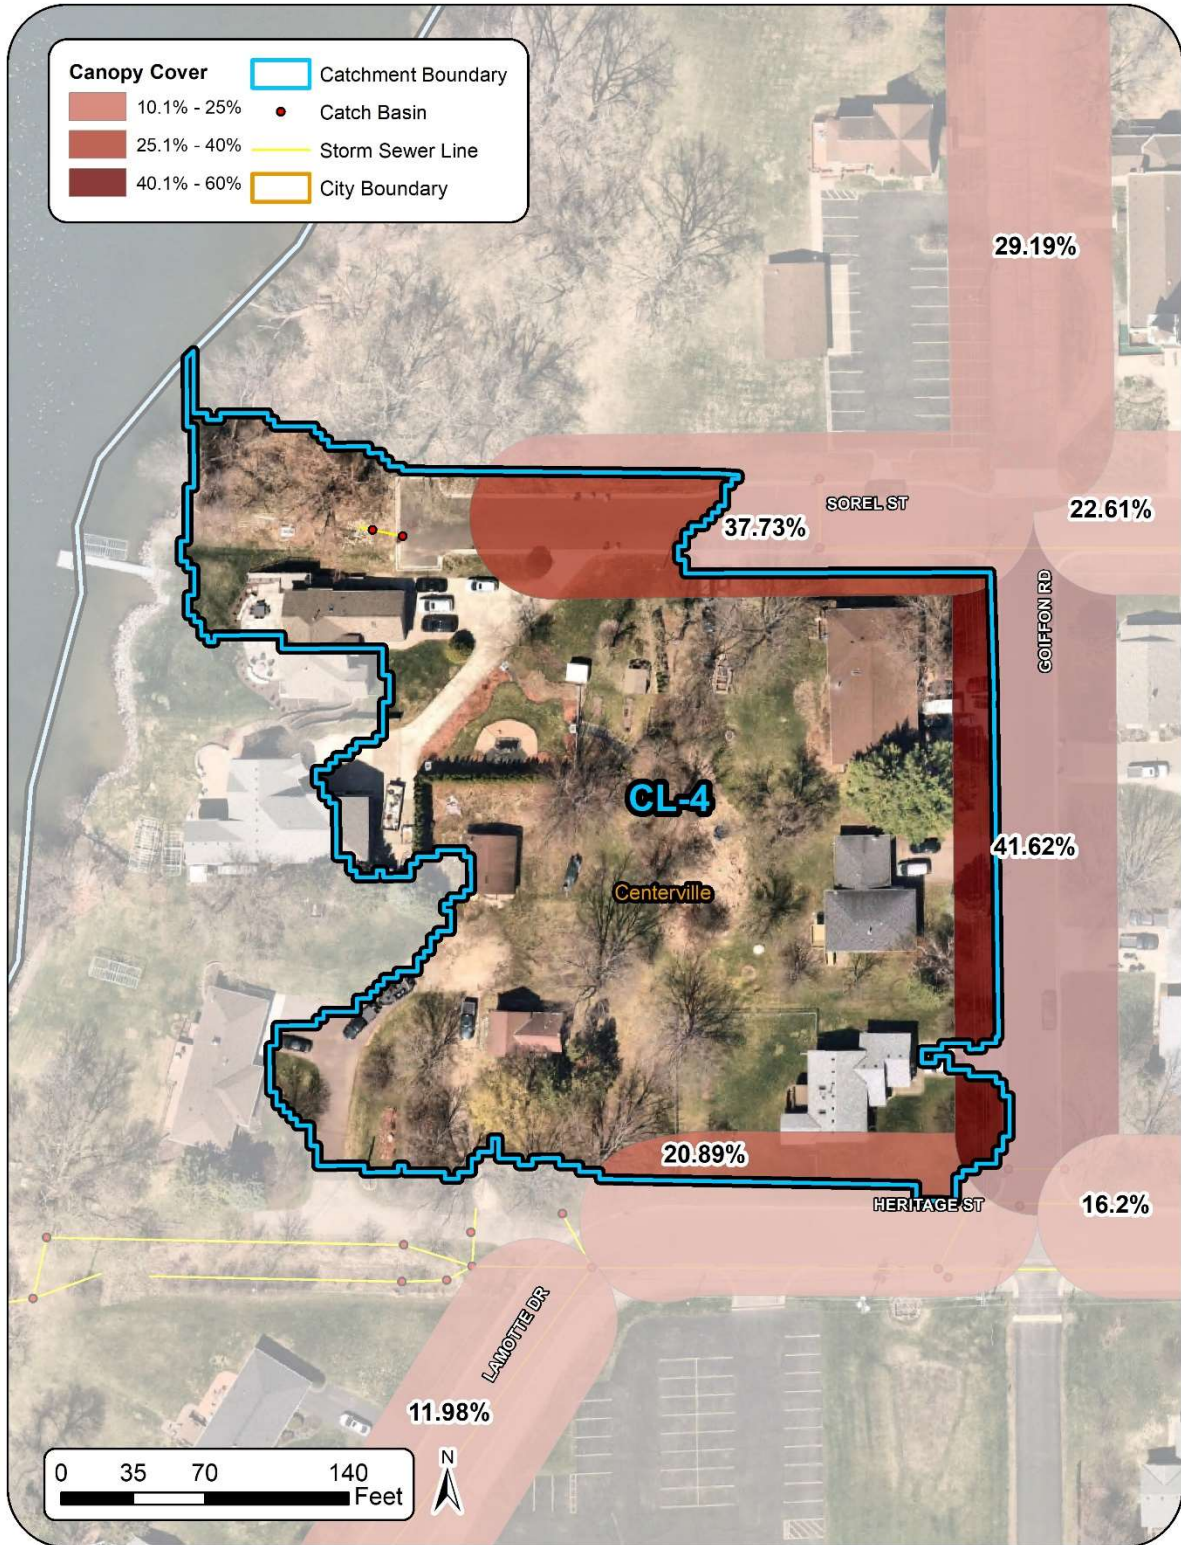 Canopy Cover
10.1% - 25%
25.1% - 40%
40.1% - 60%
Catchment Boundary
Catch Basin
Storm Sewer Line
City Boundary
29.19%
SOREL ST
37.73%
22.61%
GOIFFON RD
CL-4
41.62%
Centerville
20.89%
HERITAGE ST
16.2%
LAMOTTE DR
11.98%
0 35 70 140
Feet
N